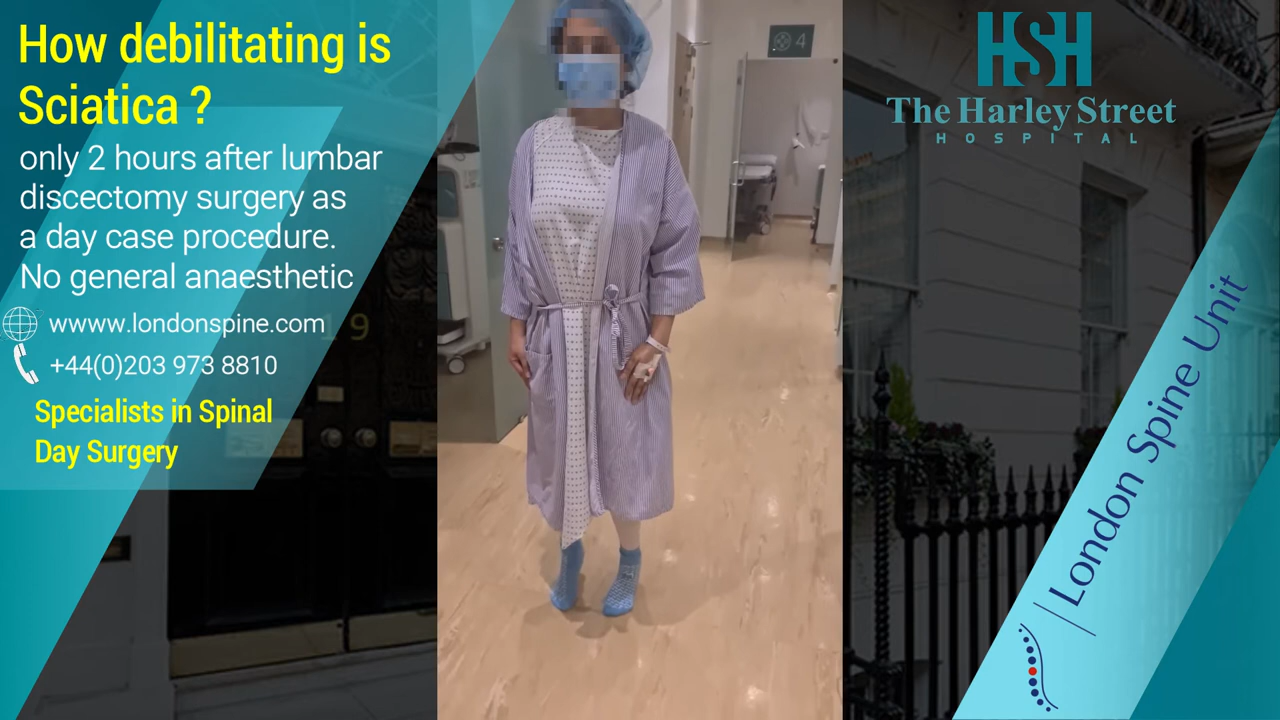 How debilitating is
Sciatica ?
only 2 hours after lumbar
discectomy surgery as
a day case procedure.
No general anaesthetic
wwww.londonspine.com
+44(0)203 973 8810
Specialists in Spinal
Day Surgery
19
4
HSH
The Harley Street
HOSPITAL
London Spine Unit